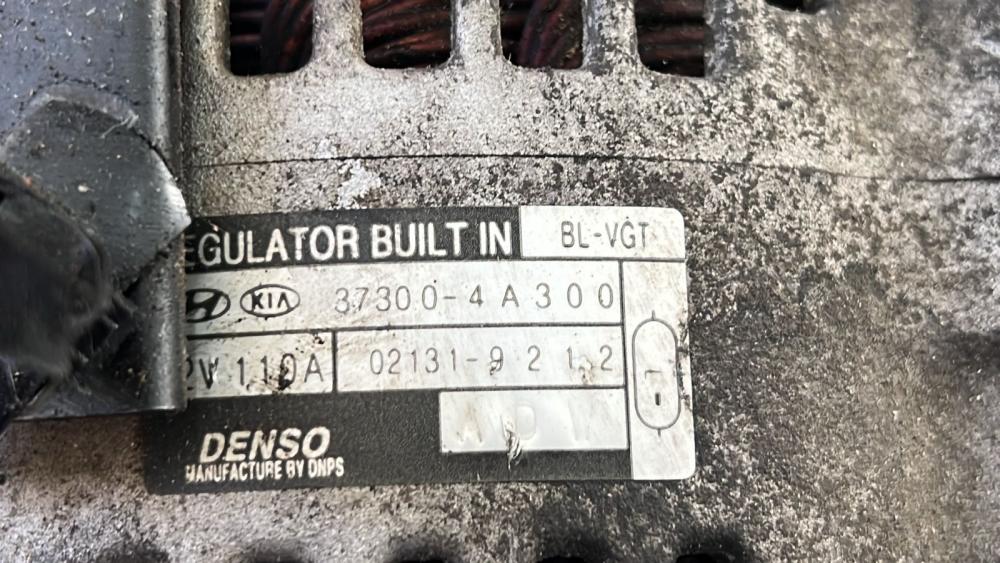 EGULATOR BUILT IN BL-VGT
KIA 37300-4A300
2V 110A 02131-9212
DENSO
MANUFACTURE BY DNPS